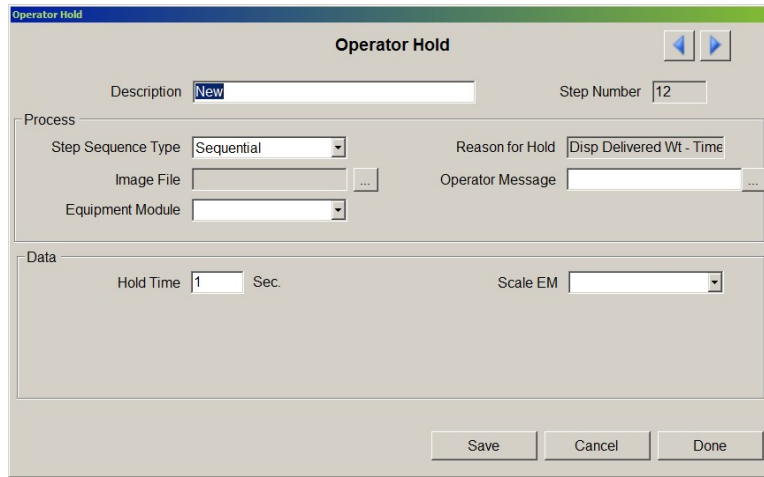 Operator Hold
Operator Hold
Description New Step Number 12
Process
Step Sequence Type Sequential Reason for Hold Disp Delivered Wt - Time
Image File ... Operator Message ...
Equipment Module
Data
Hold Time 1 Sec. Scale EM
Save Cancel Done